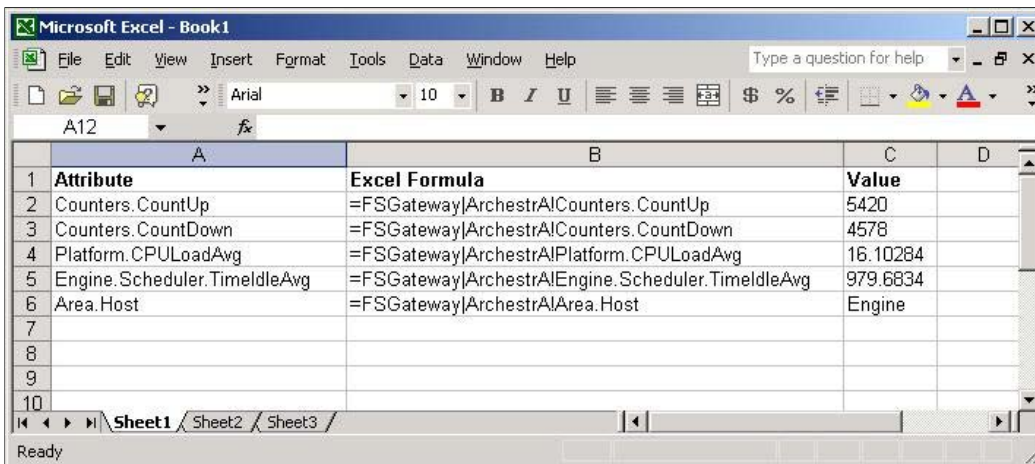 Microsoft Excel - Book1
File Edit View Insert Format Tools Data Window Help Type a question for help
Arial 10 B I U $ %
A12 fx
A B C D
1 Attribute Excel Formula Value
2 Counters.CountUp =FSGateway|ArchestrA!Counters.CountUp 5420
3 Counters.CountDown =FSGateway|ArchestrA!Counters.CountDown 4578
4 Platform.CPULoadAvg =FSGateway|ArchestrA!Platform.CPULoadAvg 16.10284
5 Engine.Scheduler.TimeIdleAvg =FSGateway|ArchestrA!Engine.Scheduler.TimeIdleAvg 979.6834
6 Area.Host =FSGateway|ArchestrA!Area.Host Engine
7
8
9
10
Sheet1 Sheet2 Sheet3
Ready